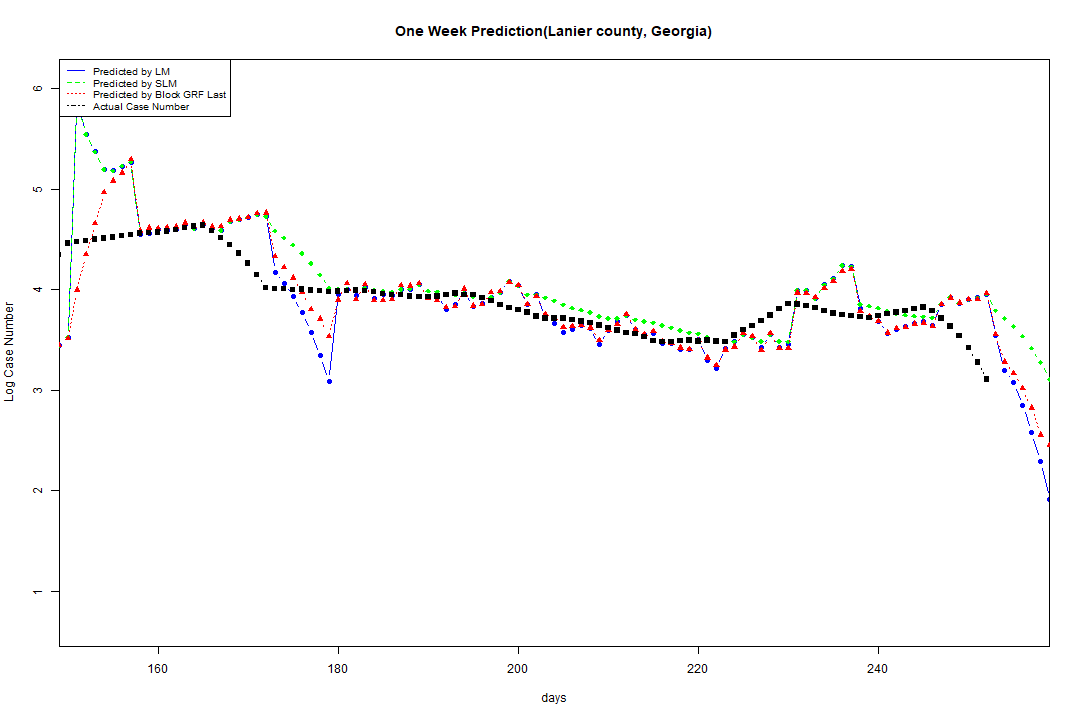 One Week Prediction(Lanier county, Georgia)
Predicted by LM
Predicted by SLM
Predicted by Block GRF Last
Actual Case Number
6
5
4
3
2
1
Log Case Number
160 180 200 220 240
days